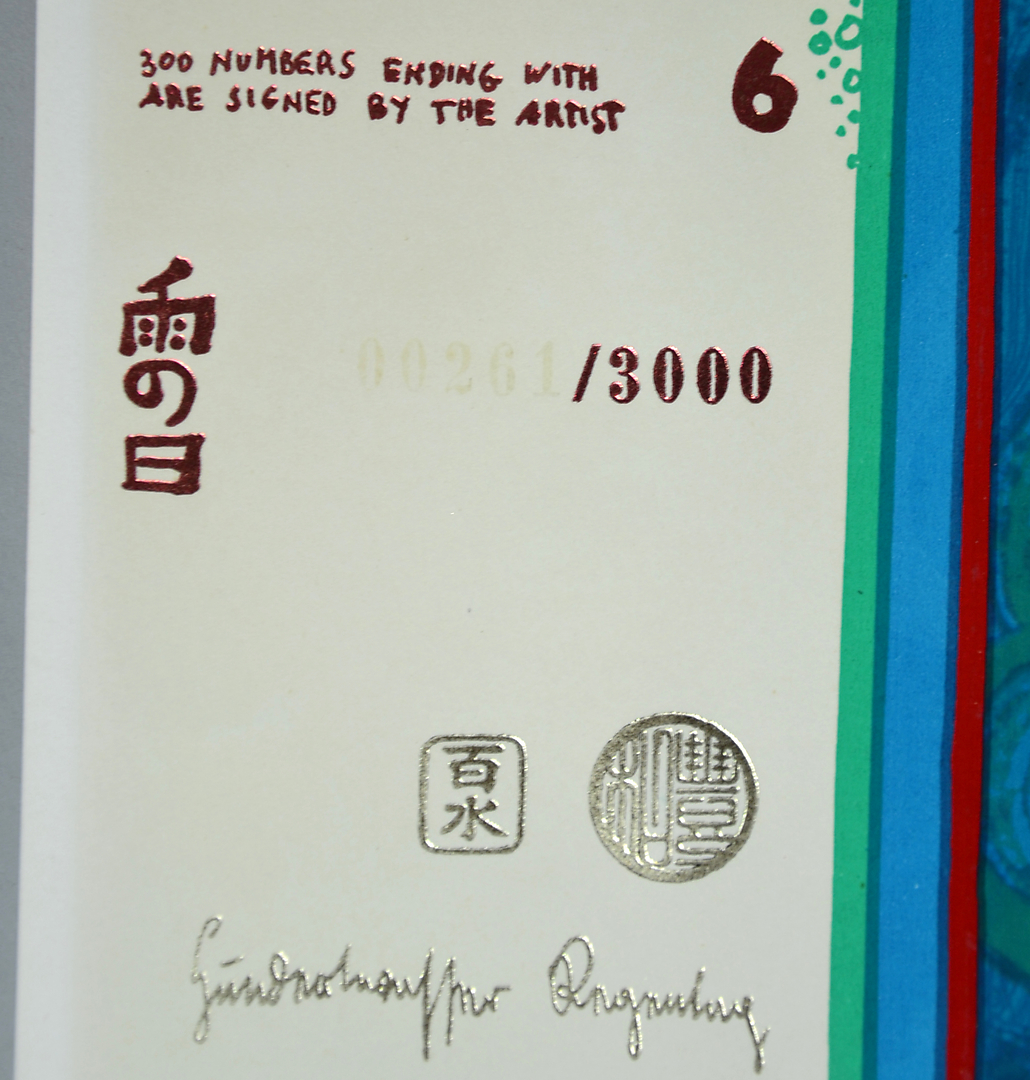 300 NUMBERS ENDING WITH 6
ARE SIGNED BY THE ARTIST
雨の日
00261/3000
百水
Hundertwasser Regentag